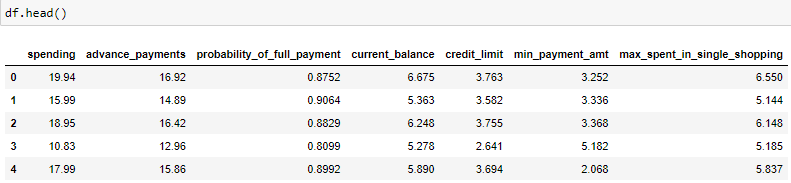 df.head()
spending advance_payments probability_of_full_payment current_balance credit_limit min_payment_amt max_spent_in_single_shopping
0 19.94 16.92 0.8752 6.675 3.763 3.252 6.550
1 15.99 14.89 0.9064 5.363 3.582 3.336 5.144
2 18.95 16.42 0.8829 6.248 3.755 3.368 6.148
3 10.83 12.96 0.8099 5.278 2.641 5.182 5.185
4 17.99 15.86 0.8992 5.890 3.694 2.068 5.837